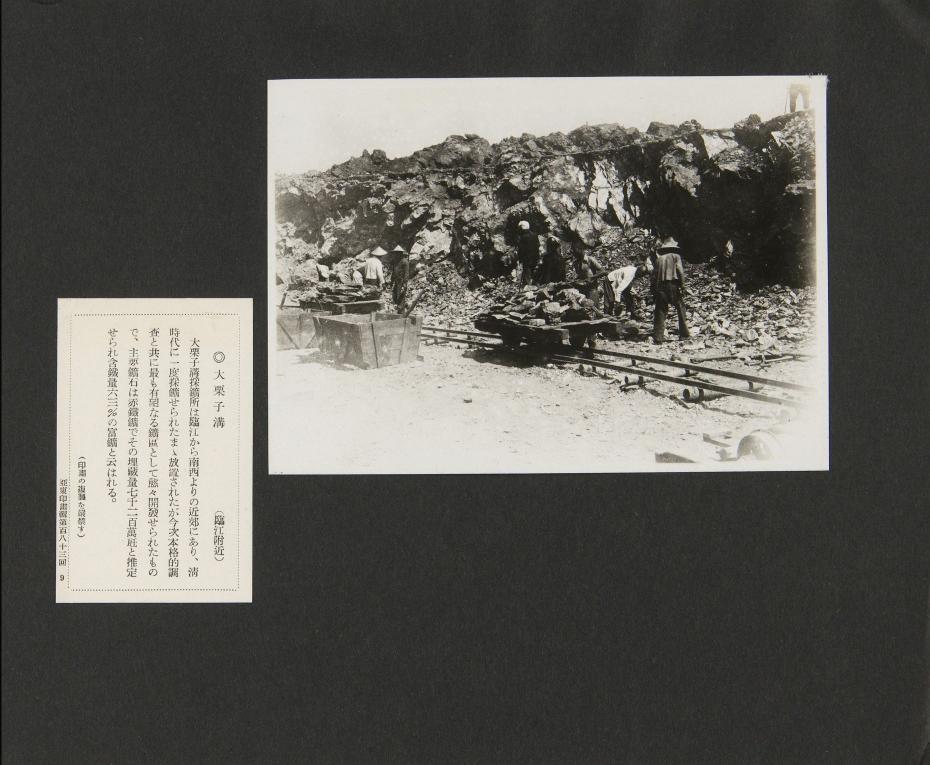 ◎大栗子溝
（臨江附近）
大栗子溝採鑛所は臨江から南西よりの近郊にあり、淸
時代に一度採鑛せられたまゝ放置されたが今次本格的調
査と共に最も有望なる鑛區として愈々開發せられたもの
で、主要鑛石は赤鐵鑛でその埋藏量七千二百萬瓲と推定
せられ含鐵量六三％の富鑛と云はれる。
（印畫の複製を嚴禁す）
亞東印畫輯第百八十三回 9